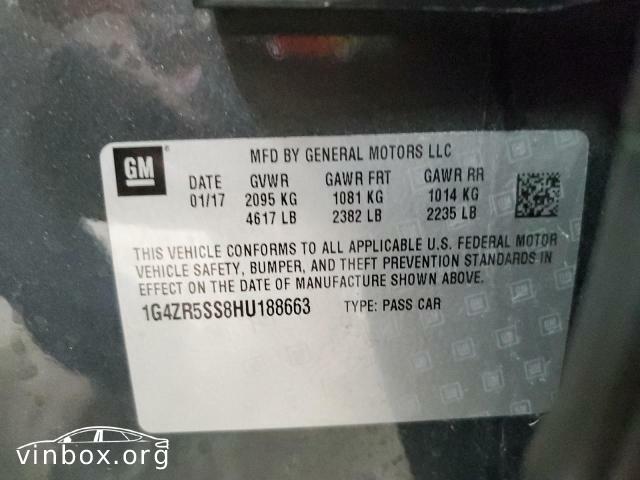 GM
MFD BY GENERAL MOTORS LLC
DATE GVWR GAWR FRT GAWR RR
01/17 2095 KG 1081 KG 1014 KG
4617 LB 2382 LB 2235 LB
THIS VEHICLE CONFORMS TO ALL APPLICABLE U.S. FEDERAL MOTOR
VEHICLE SAFETY, BUMPER, AND THEFT PREVENTION STANDARDS IN
EFFECT ON THE DATE OF MANUFACTURE SHOWN ABOVE.
1G4ZR5SS8HU188663 TYPE: PASS CAR
vinbox.org